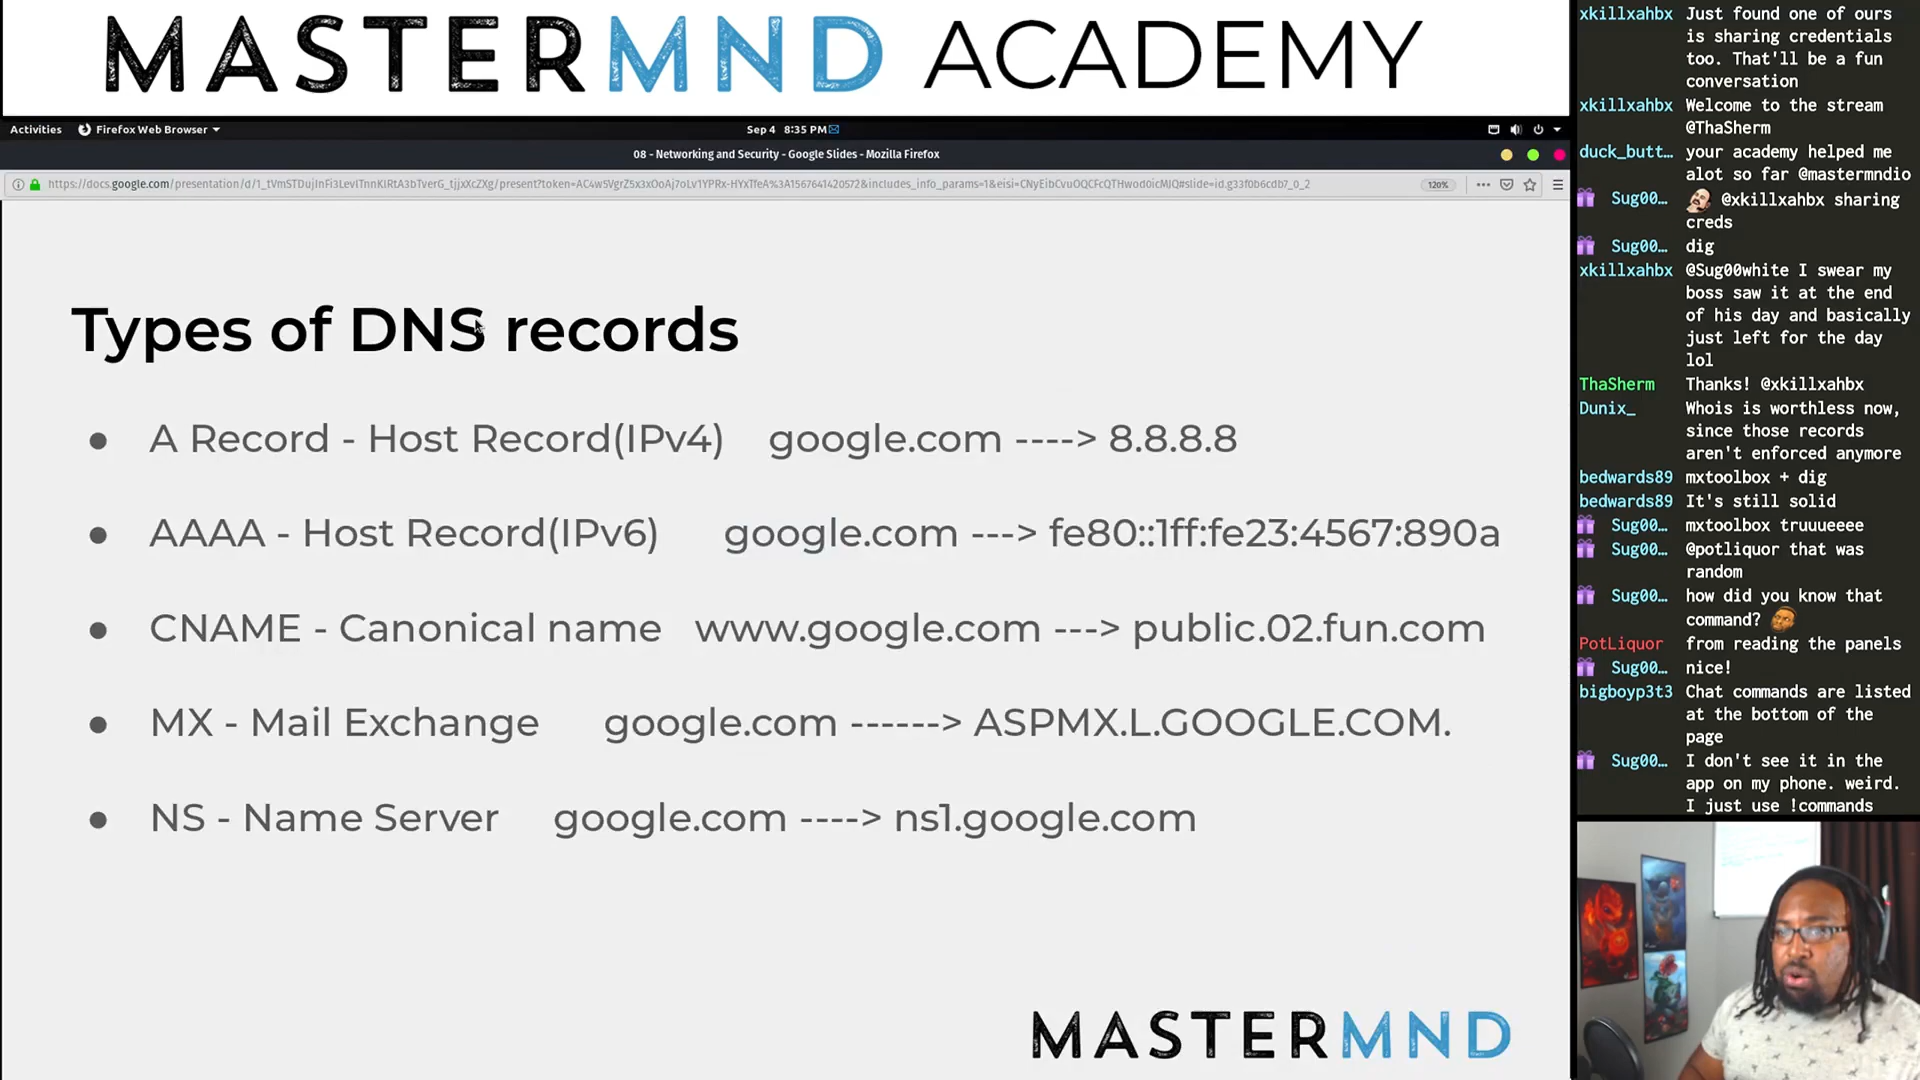 MASTERMND ACADEMY
Activities
Firefox Web Browser
Sep 4 8:35 PM
08 - Networking and Security - Google Slides - Mozilla Firefox
120%
Types of DNS records
A Record - Host Record(IPv4) google.com ----> 8.8.8.8
AAAA - Host Record(IPv6) google.com ---> fe80::1ff:fe23:4567:890a
CNAME - Canonical name www.google.com ---> public.02.fun.com
MX - Mail Exchange google.com ------> ASPMX.L.GOOGLE.COM.
NS - Name Server google.com ----> ns1.google.com
MASTERMND
xkillxahbx Just found one of ours
is sharing credentials
too. That'll be a fun
conversation
xkillxahbx Welcome to the stream
@ThaSherm
duck_butt… your academy helped me
alot so far @mastermndio
Sug00… @xkillxahbx sharing
creds
Sug00… dig
xkillxahbx @Sug00white I swear my
boss saw it at the end
of his day and basically
just left for the day
lol
ThaSherm Thanks! @xkillxahbx
Dunix_ Whois is worthless now,
since those records
aren't enforced anymore
bedwards89 mxtoolbox + dig
bedwards89 It's still solid
Sug00… mxtoolbox truuueeee
Sug00… @potliquor that was
random
Sug00… how did you know that
command?
PotLiquor from reading the panels
Sug00… nice!
bigboyp3t3 Chat commands are listed
at the bottom of the
page
Sug00… I don't see it in the
app on my phone. weird.
I just use !commands